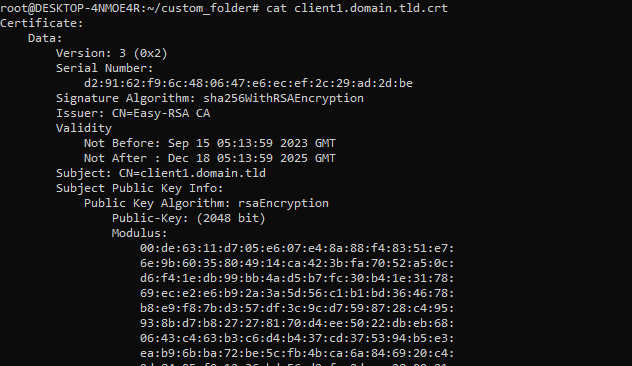 root@DESKTOP-4NMOE4R:~/custom_folder# cat client1.domain.tld.crt
Certificate:
    Data:
        Version: 3 (0x2)
        Serial Number:
            d2:91:62:f9:6c:48:06:47:e6:ec:ef:2c:29:ad:2d:be
        Signature Algorithm: sha256WithRSAEncryption
        Issuer: CN=Easy-RSA CA
        Validity
            Not Before: Sep 15 05:13:59 2023 GMT
            Not After : Dec 18 05:13:59 2025 GMT
        Subject: CN=client1.domain.tld
        Subject Public Key Info:
            Public Key Algorithm: rsaEncryption
                Public-Key: (2048 bit)
                Modulus:
                    00:de:63:11:d7:05:e6:07:e4:8a:88:f4:83:51:e7:
                    6e:9b:60:35:80:49:14:ca:42:3b:fa:70:52:a5:0c:
                    d6:f4:1e:db:99:bb:4a:d5:b7:fc:30:b4:1e:31:78:
                    69:ec:e2:e6:b9:2a:3a:5d:56:c1:b1:bd:36:46:78:
                    b8:e9:f8:7b:d3:57:df:3c:9c:d7:59:87:28:c4:95:
                    93:8b:d7:b8:27:27:81:70:d4:ee:50:22:db:eb:68:
                    06:43:c4:63:b3:c6:d4:b4:37:cd:37:53:94:b5:e3:
                    ea:b9:6b:ba:72:be:5c:fb:4b:ca:6a:84:69:20:c4: